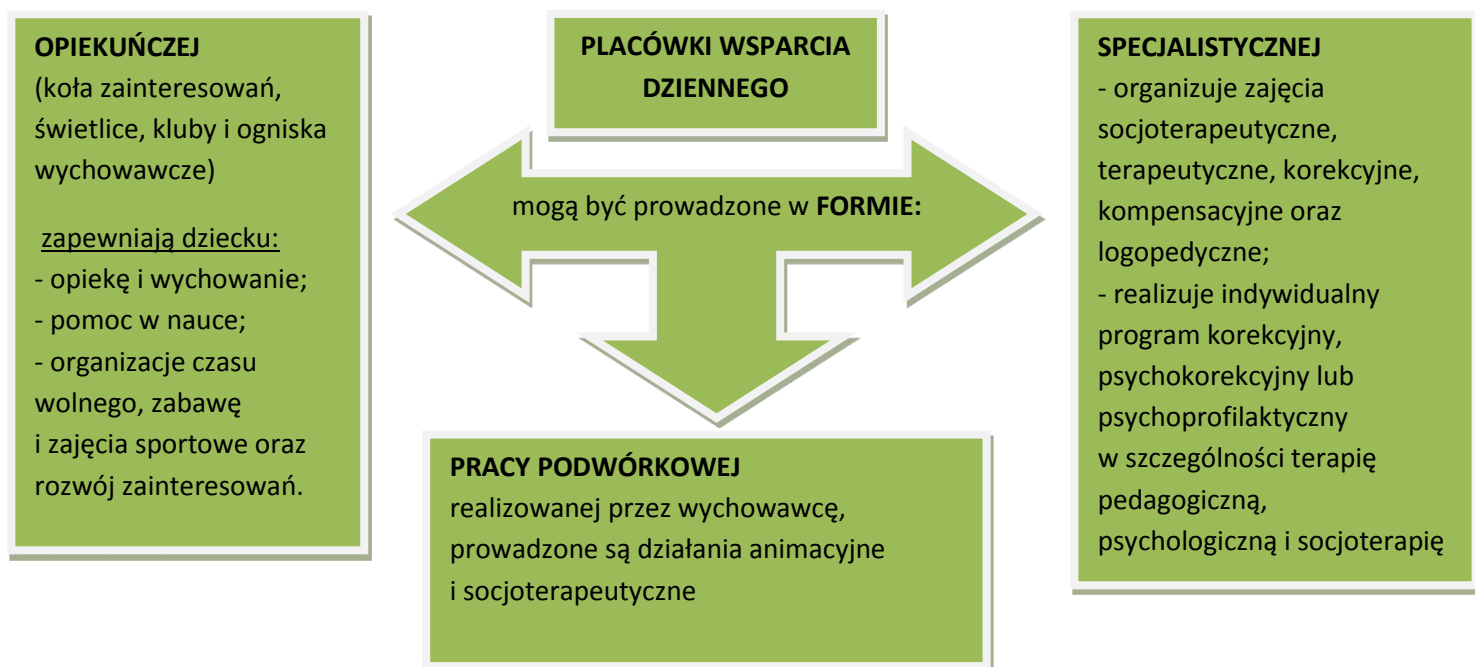 PLACÓWKI WSPARCIA
DZIENNEGO
mogą być prowadzone w FORMIE:
OPIEKUŃCZEJ
(koła zainteresowań,
świetlice, kluby i ogniska
wychowawcze)
zapewniają dziecku:
- opiekę i wychowanie;
- pomoc w nauce;
- organizacje czasu
wolnego, zabawę
i zajęcia sportowe oraz
rozwój zainteresowań.
PRACY PODWÓRKOWEJ
realizowanej przez wychowawcę,
prowadzone są działania animacyjne
i socjoterapeutyczne
SPECJALISTYCZNEJ
- organizuje zajęcia
socjoterapeutyczne,
terapeutyczne, korekcyjne,
kompensacyjne oraz
logopedyczne;
- realizuje indywidualny
program korekcyjny,
psychokorekcyjny lub
psychoprofilaktyczny
w szczególności terapię
pedagogiczną,
psychologiczną i socjoterapię